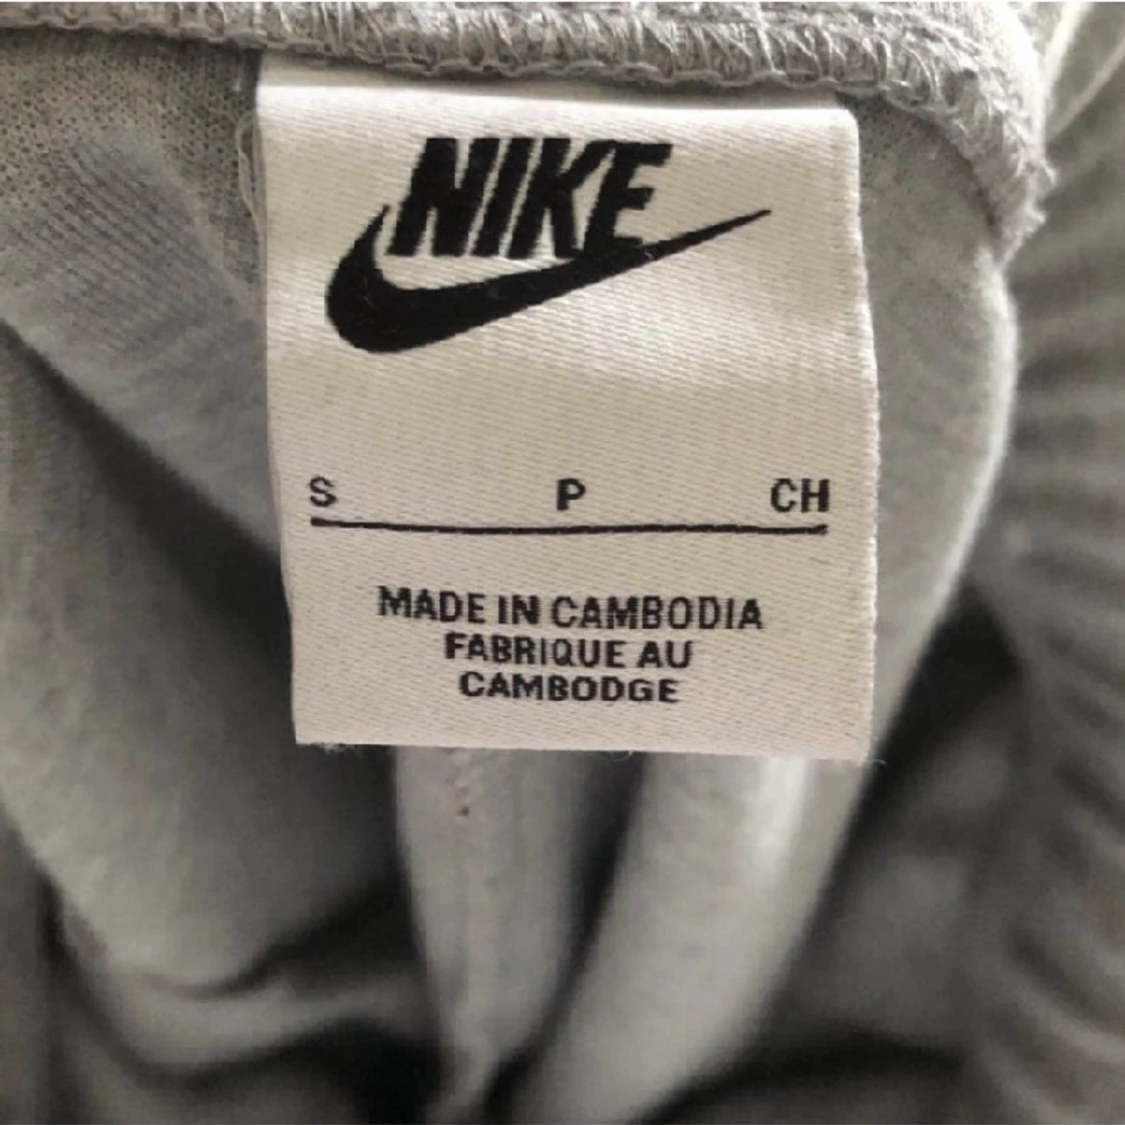 NIKE
S P CH
MADE IN CAMBODIA
FABRIQUE AU
CAMBODGE